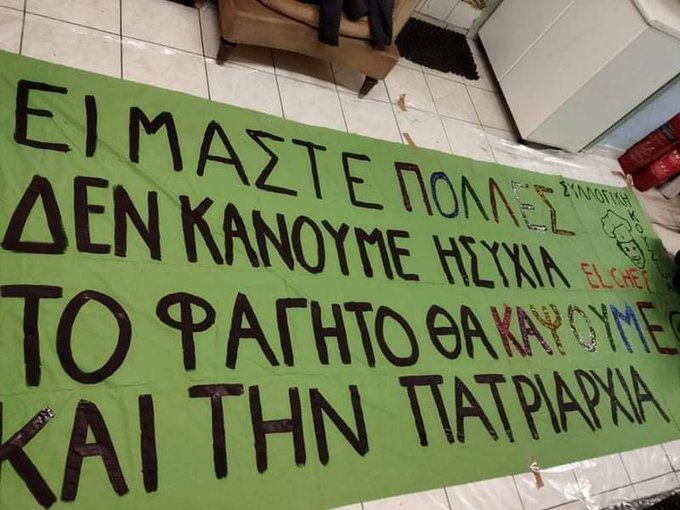 ΕΙΜΑΣΤΕ ΠΟΛΛΕΣ
ΔΕΝ ΚΑΝΟΥΜΕ ΗΣΥΧΙΑ
ΤΟ ΦΑΓΗΤΟ ΘΑ ΚΑΨΟΥΜΕ
ΚΑΙ ΤΗΝ ΠΑΤΡΙΑΡΧΙΑ
ΣΥΛΛΟΓΙΚΗ
EL CHEF